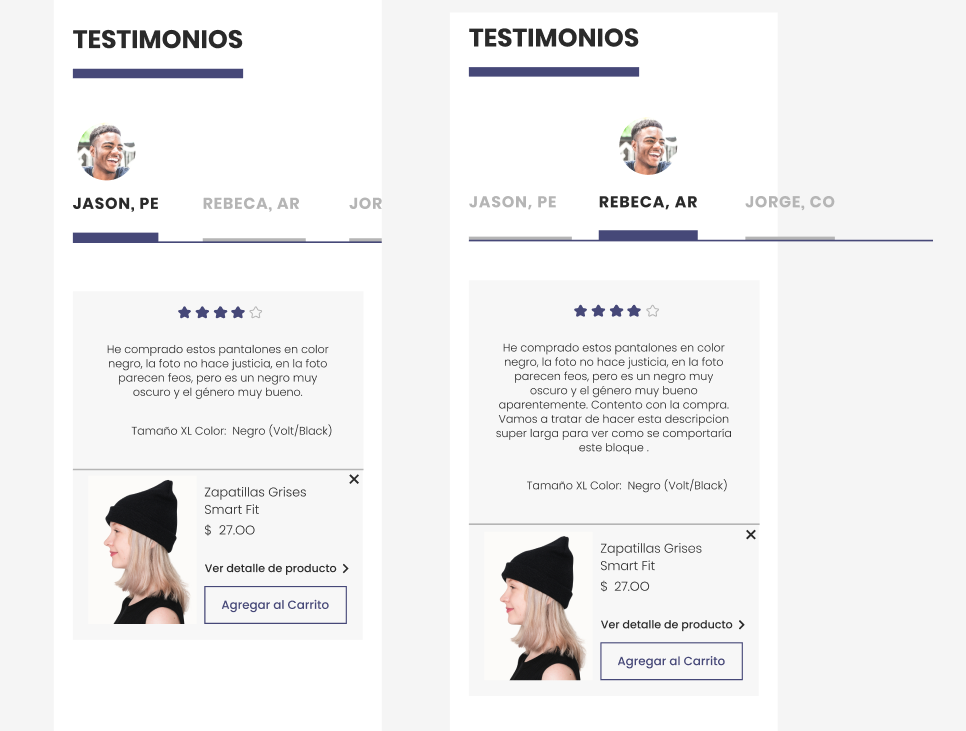 TESTIMONIOS
JASON, PE
REBECA, AR
JOR
He comprado estos pantalones en color
negro, la foto no hace justicia, en la foto
parecen feos, pero es un negro muy
oscuro y el género muy bueno.
Tamaño XL Color:  Negro (Volt/Black)
Zapatillas Grises
Smart Fit
$  27.00
Ver detalle de producto
Agregar al Carrito
TESTIMONIOS
JASON, PE
REBECA, AR
JORGE, CO
He comprado estos pantalones en color
negro, la foto no hace justicia, en la foto
parecen feos, pero es un negro muy
oscuro y el género muy bueno
aparentemente. Contento con la compra.
Vamos a tratar de hacer esta descripcion
super larga para ver como se comportaría
este bloque .
Tamaño XL Color:  Negro (Volt/Black)
Zapatillas Grises
Smart Fit
$  27.00
Ver detalle de producto
Agregar al Carrito